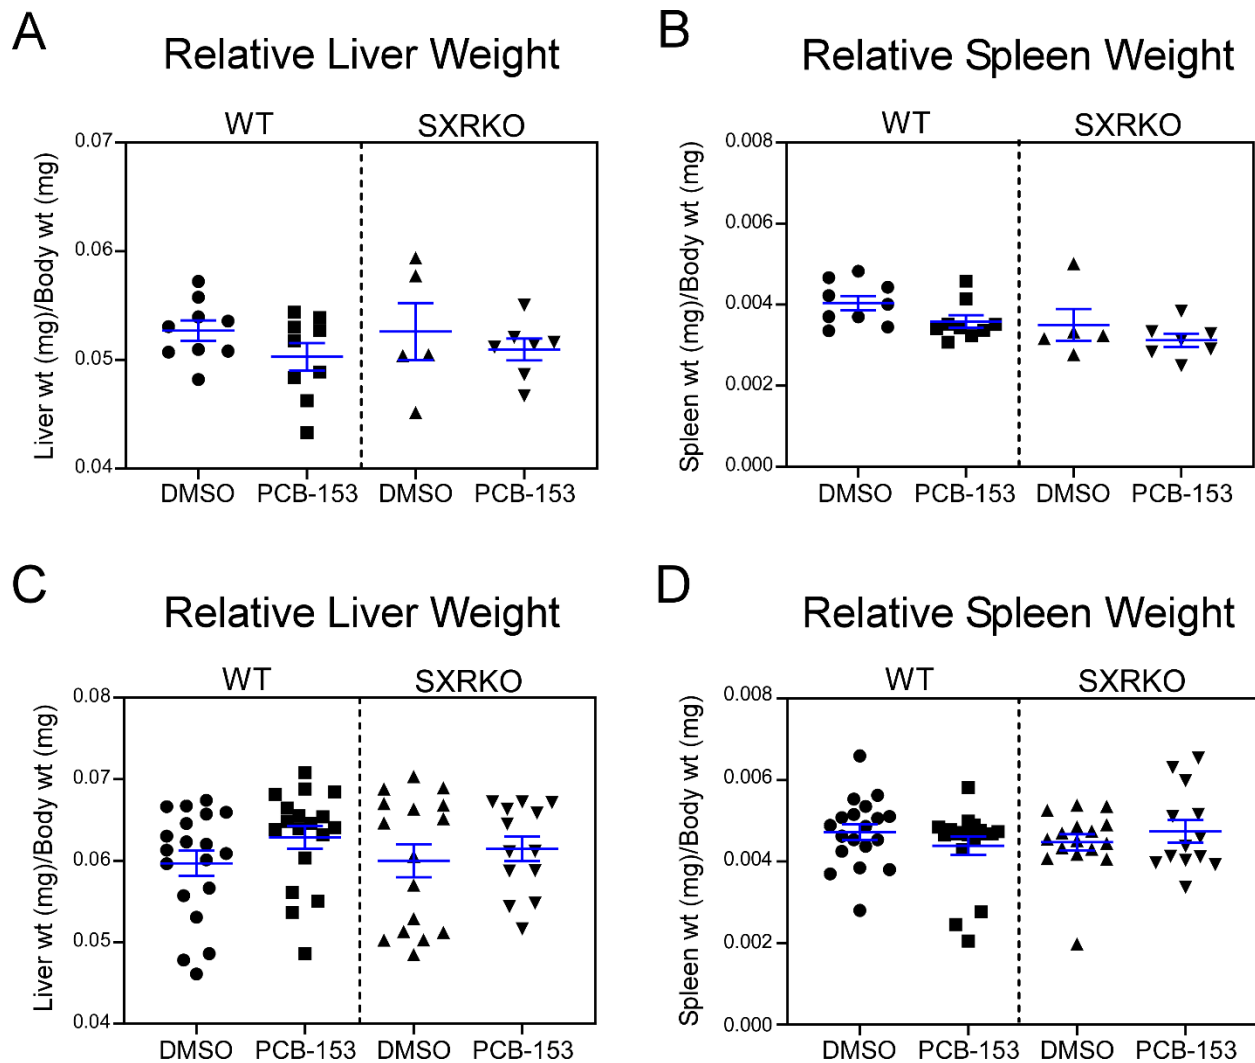 A
Relative Liver Weight
WT
SXRKO
Liver wt (mg)/Body wt (mg)
0.07
0.06
0.05
0.04
DMSO
PCB-153
DMSO
PCB-153
B
Relative Spleen Weight
WT
SXRKO
Spleen wt (mg)/Body wt (mg)
0.008
0.006
0.004
0.002
0.000
DMSO
PCB-153
DMSO
PCB-153
C
Relative Liver Weight
WT
SXRKO
Liver wt (mg)/Body wt (mg)
0.08
0.07
0.06
0.05
0.04
DMSO
PCB-153
DMSO
PCB-153
D
Relative Spleen Weight
WT
SXRKO
Spleen wt (mg)/Body wt (mg)
0.008
0.006
0.004
0.002
0.000
DMSO
PCB-153
DMSO
PCB-153